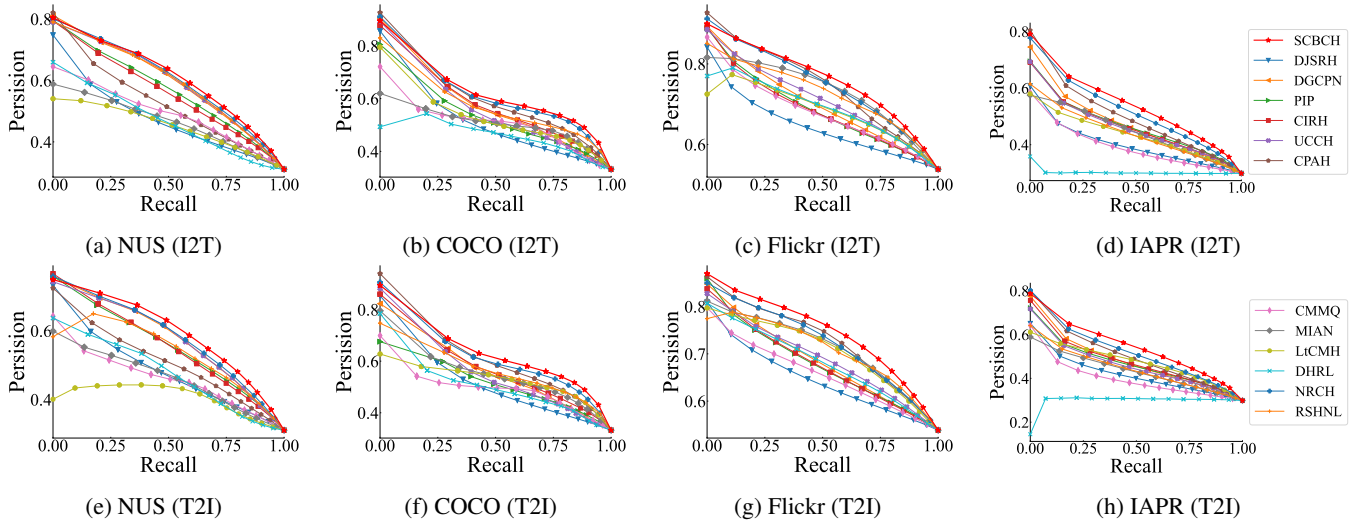 Persision
0.8
0.6
0.4
0.00 0.25 0.50 0.75 1.00
Recall
(a) NUS (I2T)
Persision
0.8
0.6
0.4
0.00 0.25 0.50 0.75 1.00
Recall
(b) COCO (I2T)
Persision
0.8
0.6
0.00 0.25 0.50 0.75 1.00
Recall
(c) Flickr (I2T)
Persision
0.8
0.6
0.4
0.00 0.25 0.50 0.75 1.00
Recall
(d) IAPR (I2T)
SCBCH
DJSRH
DGCPN
PIP
CIRH
UCCH
CPAH
Persision
0.6
0.4
0.00 0.25 0.50 0.75 1.00
Recall
(e) NUS (T2I)
Persision
0.8
0.6
0.4
0.00 0.25 0.50 0.75 1.00
Recall
(f) COCO (T2I)
Persision
0.8
0.7
0.6
0.00 0.25 0.50 0.75 1.00
Recall
(g) Flickr (T2I)
Persision
0.8
0.6
0.4
0.2
0.00 0.25 0.50 0.75 1.00
Recall
(h) IAPR (T2I)
CMMQ
MIAN
LtCMH
DHRL
NRCH
RSHNL